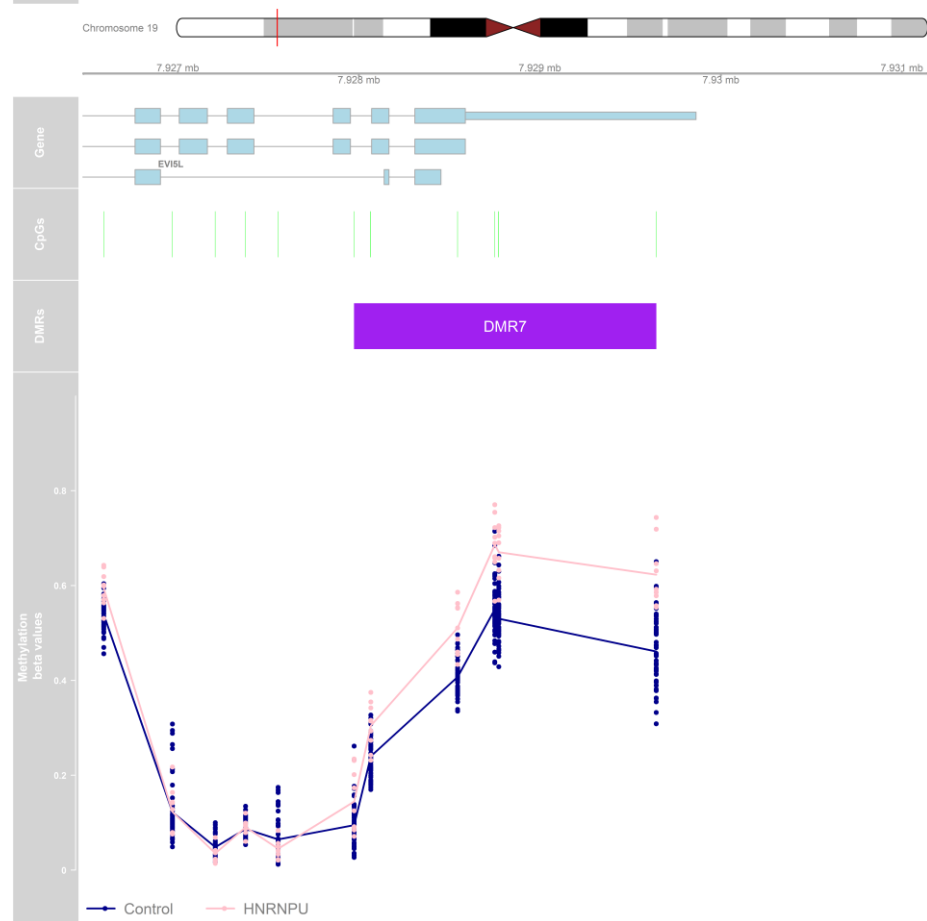 Chromosome 19
7.927 mb
7.928 mb
7.929 mb
7.93 mb
7.931 mb
Gene
EVI5L
CpGs
DMRs
DMR7
Methylation
beta values
0.8
0.6
0.4
0.2
0
Control
HNRNPU